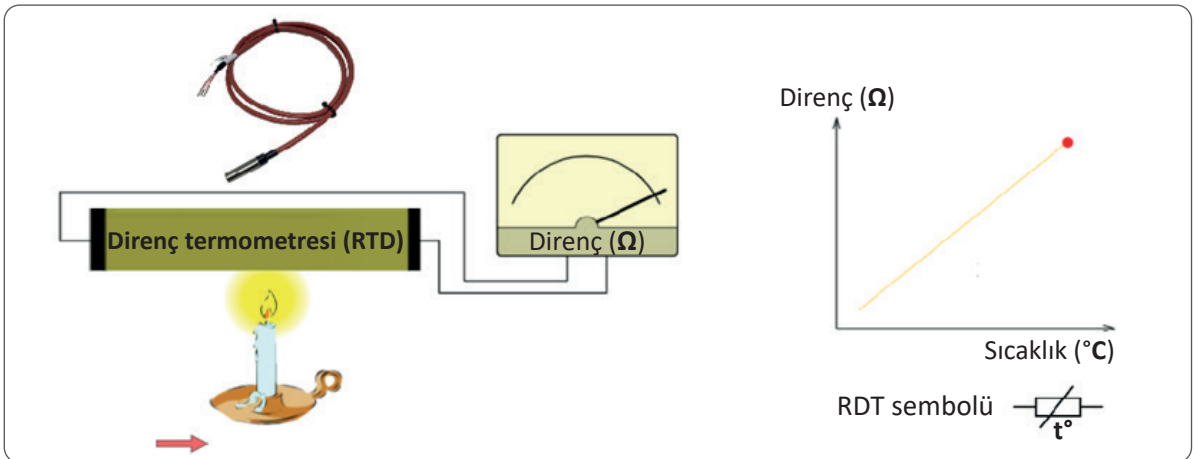 Direnç termometresi (RTD)
Direnç (Ω)
Direnç (Ω)
Sıcaklık (°C)
RDT sembolü
t°